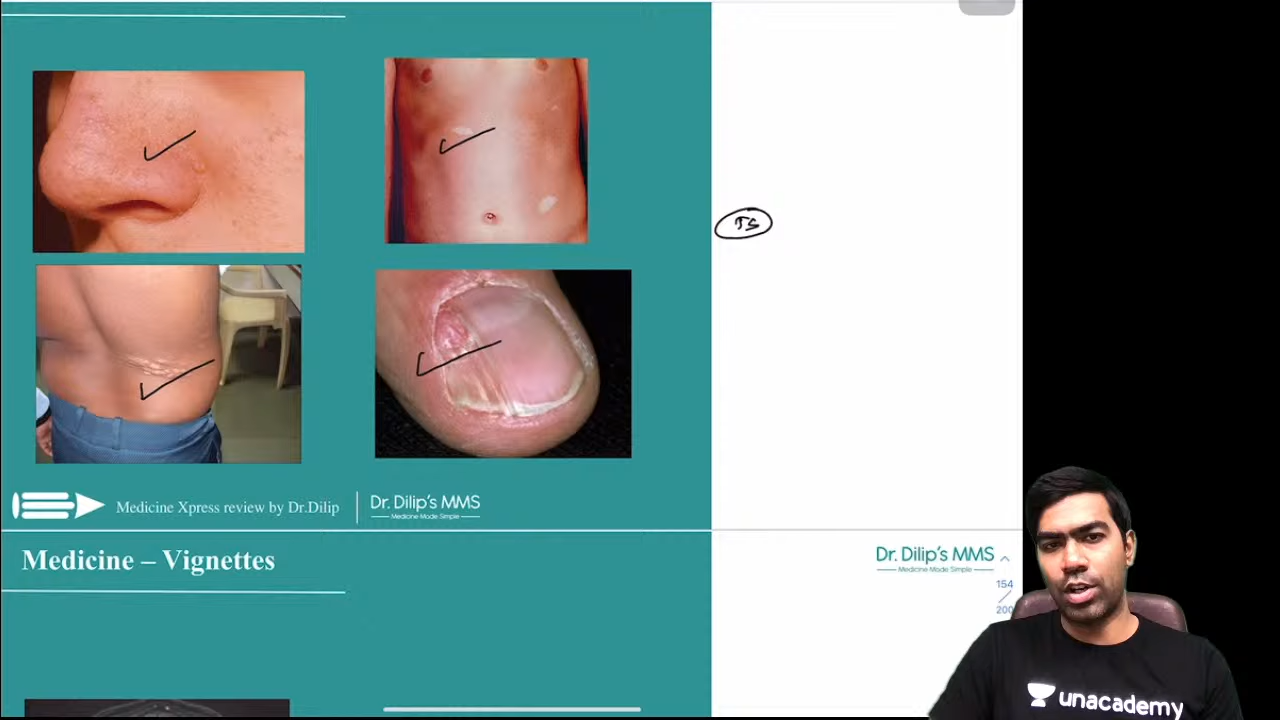 TS
Medicine Xpress review by Dr.Dilip
Dr. Dilip's MMS
Medicine Made Simple
Medicine – Vignettes
Dr. Dilip's MMS
Medicine Made Simple
154
200
unacademy